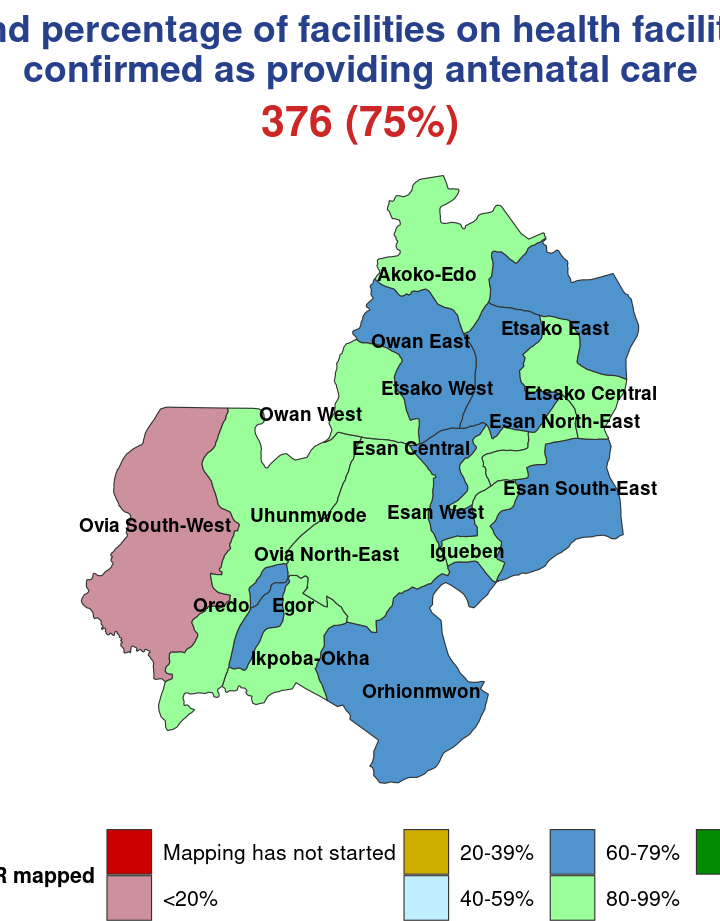 percentage of facilities on health
confirmed as providing antenatal care
376 (75%)
Akoko-Edo
Etsako East
Owan East
Etsako West
Etsako Central
Owan West
Esan North-East
Esan Central
Esan South-East
Esan West
Uhunmwode
Ovia South-West
Igueben
Ovia North-East
Oredo
Egor
Ikpoba-Okha
Orhionmwon
mapped
Mapping has not started
20-39%
60-79%
<20%
40-59%
80-99%